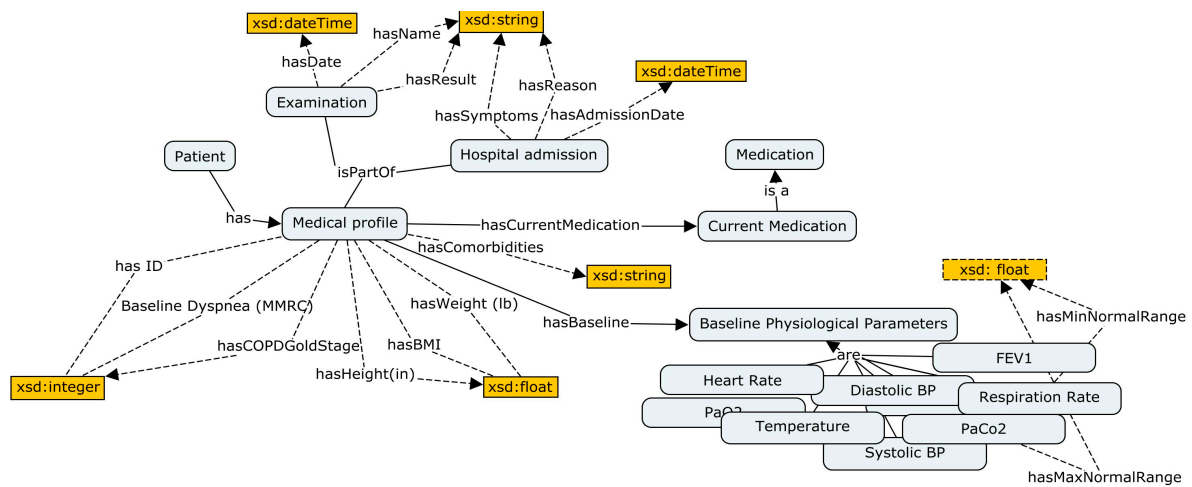 xsd:dateTime
xsd:string
hasName
hasDate
hasResult
hasReason
xsd:dateTime
Examination
hasSymptoms
hasAdmissionDate
Patient
Hospital admission
Medication
isPartOf
is a
has
Medical profile
hasCurrentMedication
Current Medication
hasComorbidities
has ID
xsd:string
xsd: float
Baseline Dyspnea (MMRC)
hasWeight (lb)
hasBaseline
Baseline Physiological Parameters
hasMinNormalRange
hasCOPDGoldStage
hasBMI
are
FEV1
hasHeight(in)
xsd:integer
xsd:float
Heart Rate
Diastolic BP
Respiration Rate
PaO2
Temperature
PaCo2
Systolic BP
hasMaxNormalRange